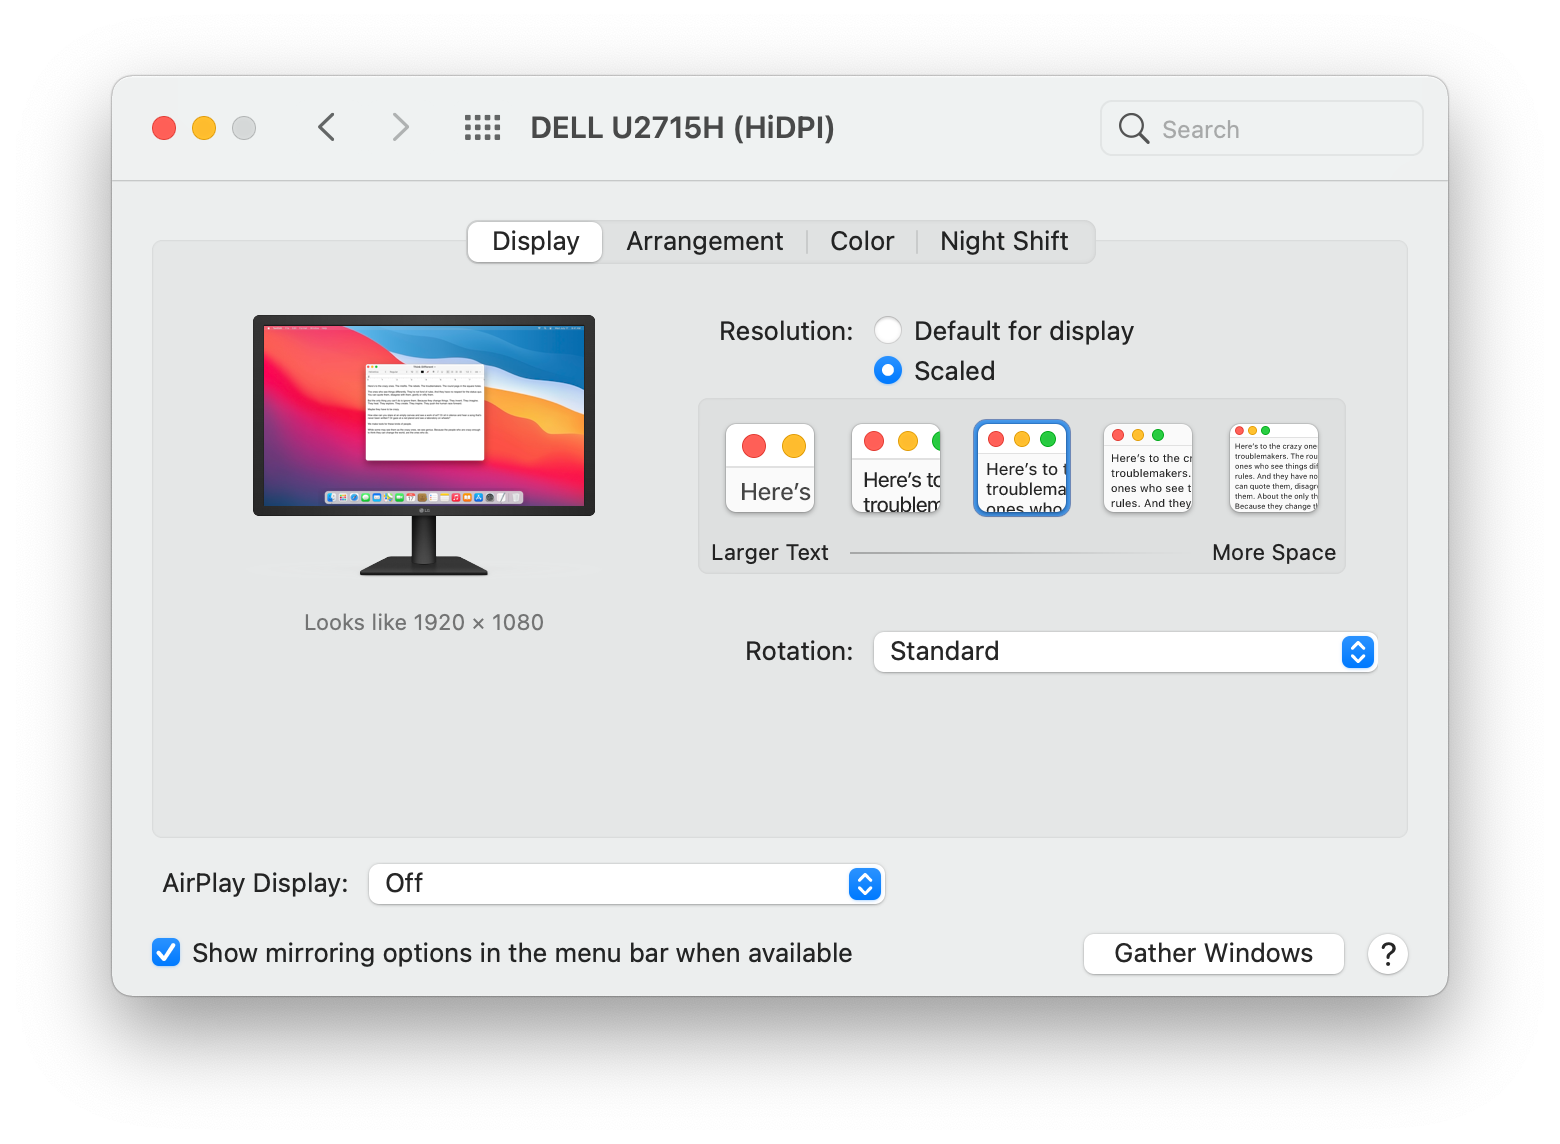 DELL U2715H (HiDPI)
Search
Display
Arrangement
Color
Night Shift
Resolution:
Default for display
Scaled
Here's
Here's to
troublem
Here's to t
troublema
ones who
Here's to the cr
troublemakers.
ones who see t
rules. And they
Here's to the crazy one
troublemakers. The rou
ones who see things dif
rules. And they have no
can quote them, disagre
them. About the only th
Because they change th
Larger Text
More Space
Looks like 1920 × 1080
Rotation:
Standard
AirPlay Display:
Off
Show mirroring options in the menu bar when available
Gather Windows
?